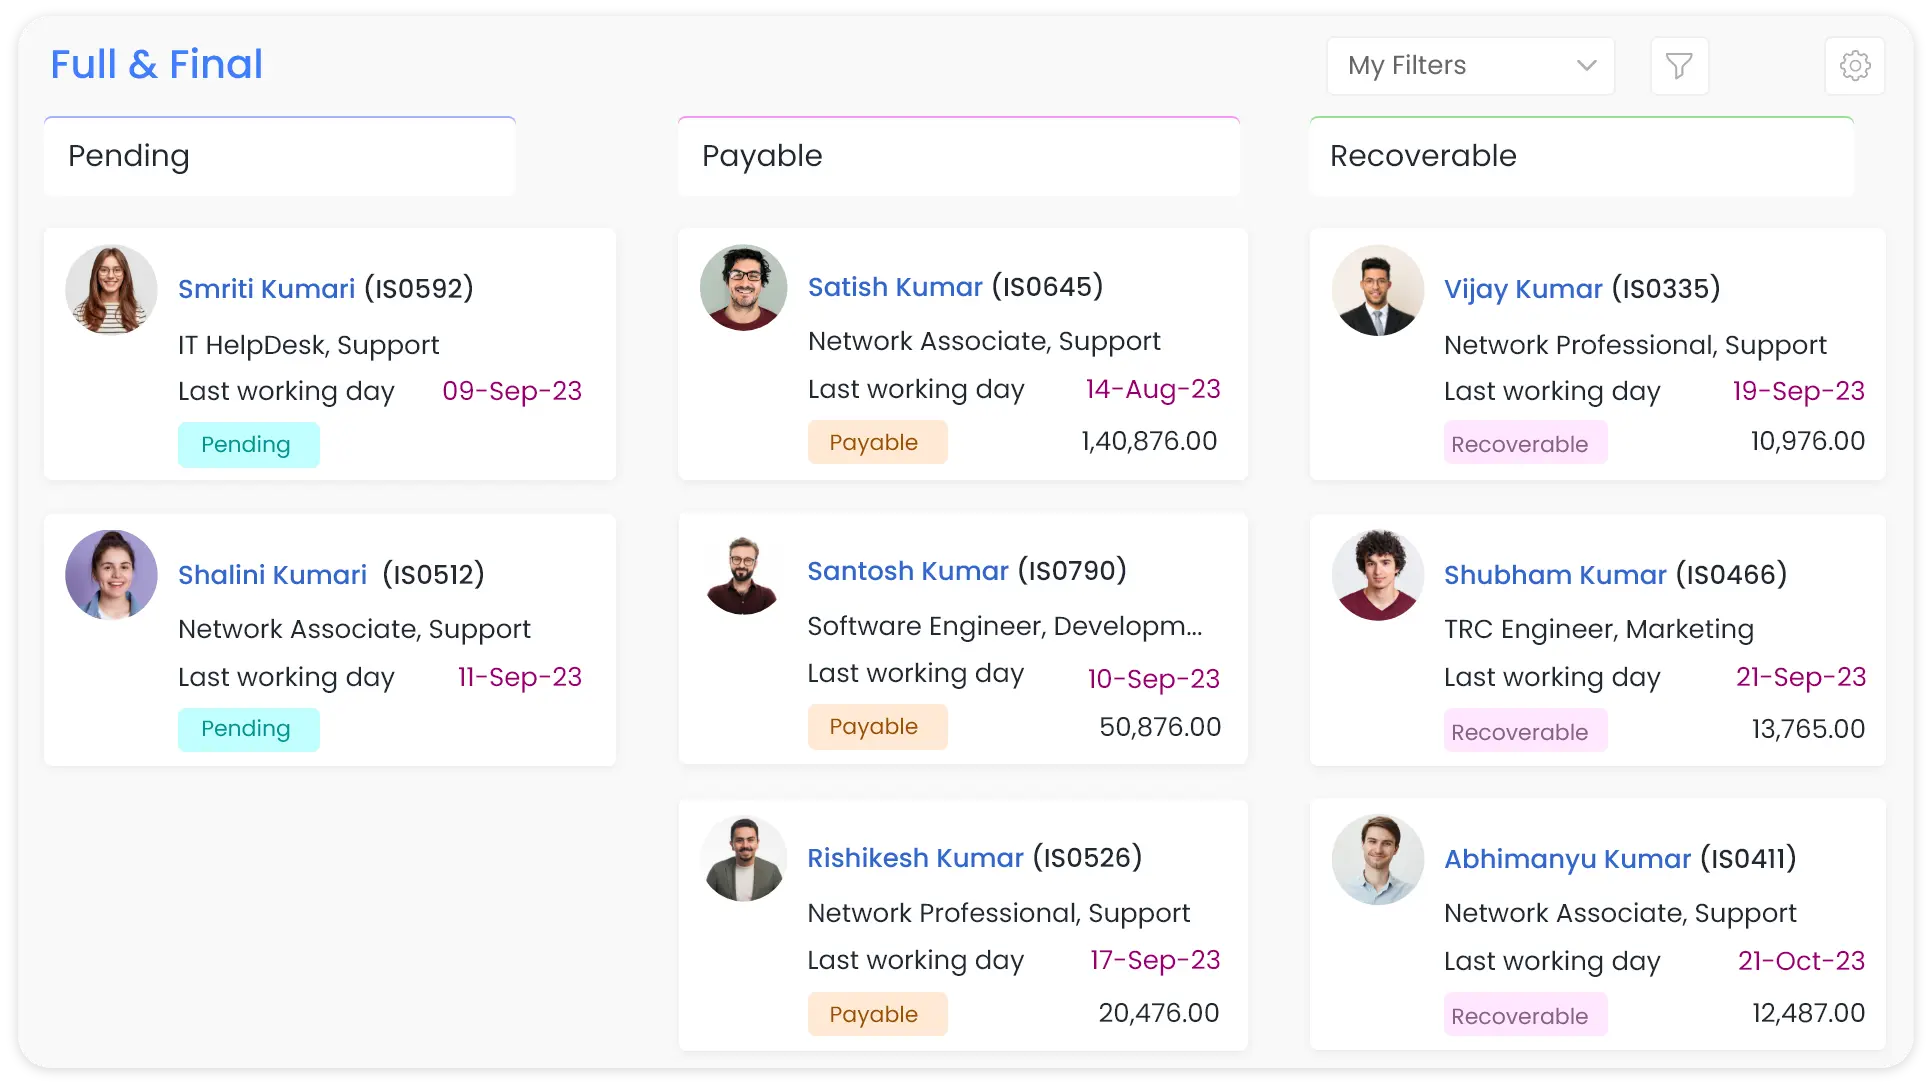 Full & Final
My Filters
Pending
Smriti Kumari (IS0592)
IT HelpDesk, Support
Last working day 09-Sep-23
Pending
Shalini Kumari (IS0512)
Network Associate, Support
Last working day 11-Sep-23
Pending
Payable
Satish Kumar (IS0645)
Network Associate, Support
Last working day 14-Aug-23
Payable 1,40,876.00
Santosh Kumar (IS0790)
Software Engineer, Developm...
Last working day 10-Sep-23
Payable 50,876.00
Rishikesh Kumar (IS0526)
Network Professional, Support
Last working day 17-Sep-23
Payable 20,476.00
Recoverable
Vijay Kumar (IS0335)
Network Professional, Support
Last working day 19-Sep-23
Recoverable 10,976.00
Shubham Kumar (IS0466)
TRC Engineer, Marketing
Last working day 21-Sep-23
Recoverable 13,765.00
Abhimanyu Kumar (IS0411)
Network Associate, Support
Last working day 21-Oct-23
Recoverable 12,487.00